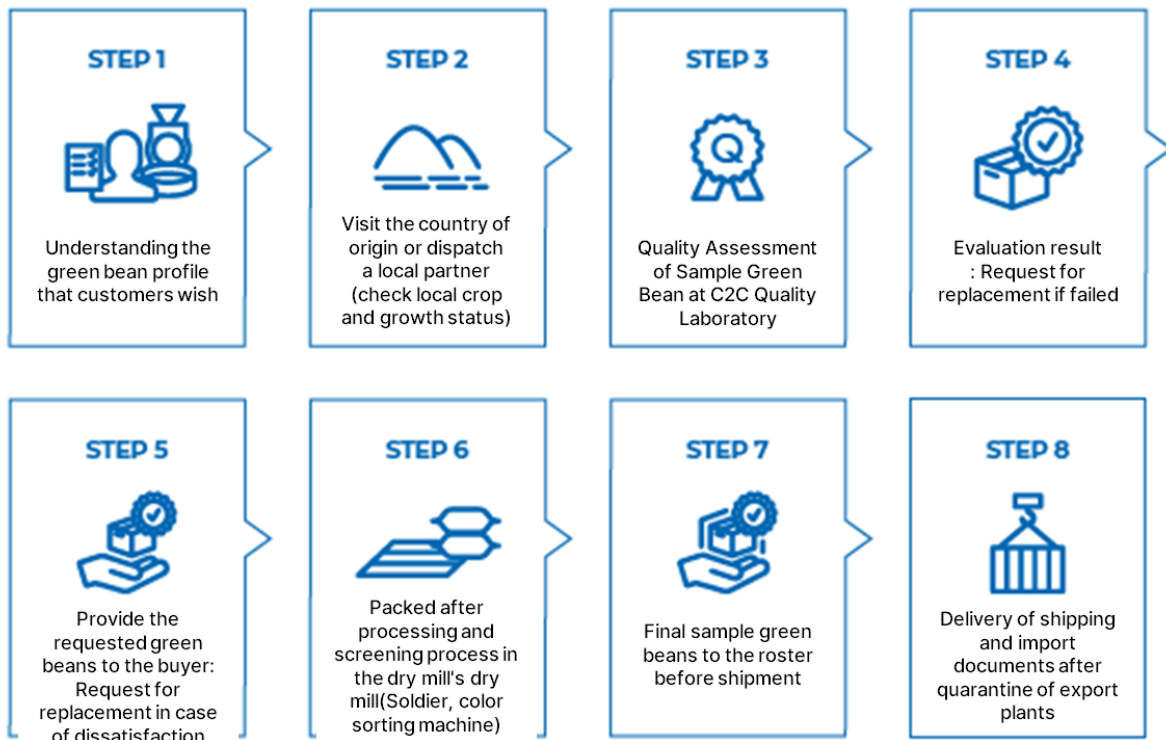 STEP 1
Understanding the
green bean profile
that customers wish
STEP 2
Visit the country of
origin or dispatch
a local partner
(check local crop
and growth status)
STEP 3
Q
Quality Assessment
of Sample Green
Bean at C2C Quality
Laboratory
STEP 4
Evaluation result
: Request for
replacement if failed
STEP 5
Provide the
requested green
beans to the buyer:
Request for
replacement in case
of dissatisfaction
STEP 6
Packed after
processing and
screening process in
the dry mill's dry
mill(Soldier, color
sorting machine)
STEP 7
Final sample green
beans to the roster
before shipment
STEP 8
Delivery of shipping
and import
documents after
quarantine of export
plants